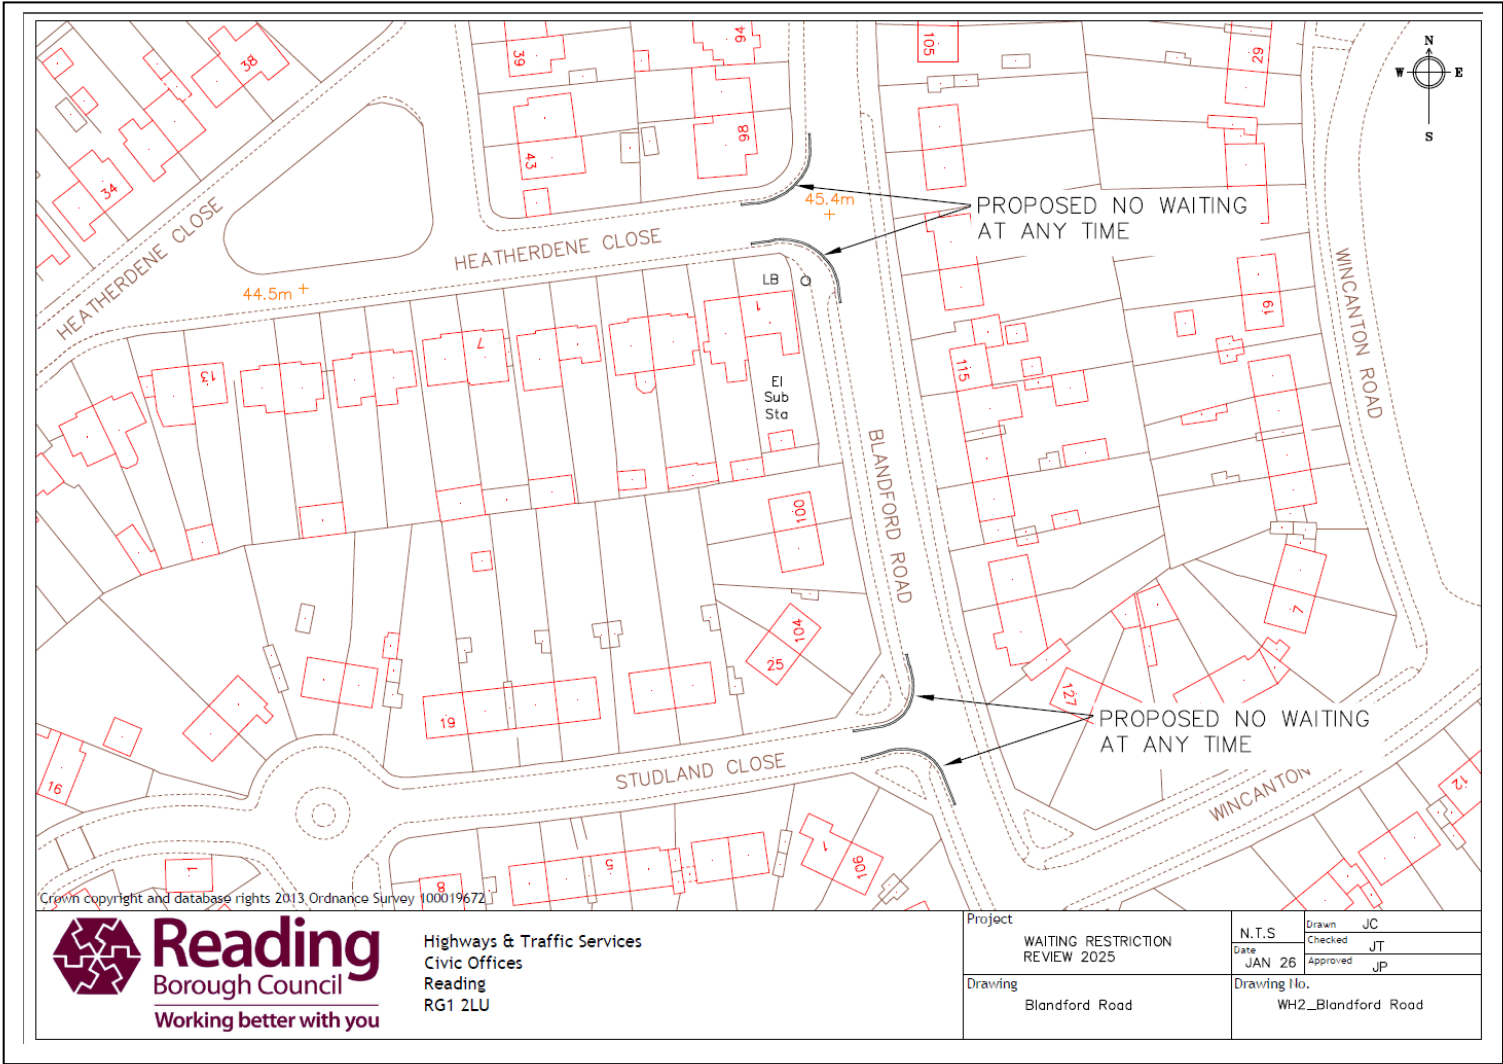 38
39
94
105
29
N
W E
S
43
98
34
45.4m
PROPOSED NO WAITING
AT ANY TIME
HEATHERDENE CLOSE
HEATHERDENE CLOSE
44.5m
LB
1
19
WINCANTON ROAD
7
13
115
El
Sub
Sta
BLANDFORD ROAD
100
104
25
7
127
19
PROPOSED NO WAITING
AT ANY TIME
STUDLAND CLOSE
16
WINCANTON
12
1
106
5
1
8
Crown copyright and database rights 2013 Ordnance Survey 100019672
Reading
Borough Council
Working better with you
Highways & Traffic Services
Civic Offices
Reading
RG1 2LU
Project
WAITING RESTRICTION
REVIEW 2025
Drawing
Blandford Road
N.T.S
Date
JAN 26
Drawn JC
Checked JT
Approved JP
Drawing No.
WH2_Blandford Road